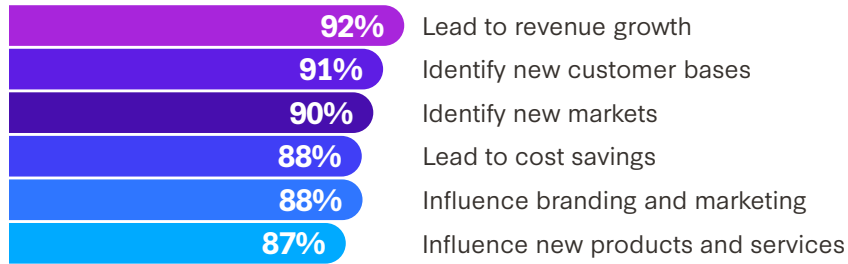 92% Lead to revenue growth
91% Identify new customer bases
90% Identify new markets
88% Lead to cost savings
88% Influence branding and marketing
87% Influence new products and services